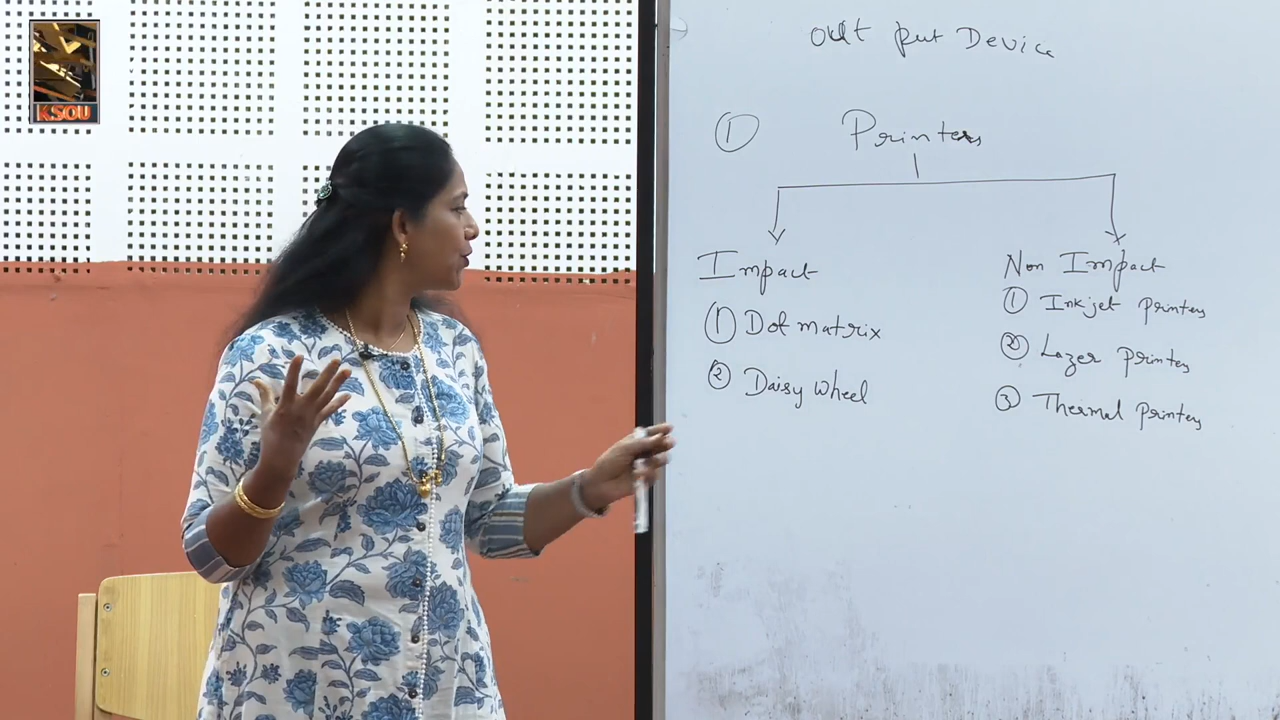 KSOU
Out put Device
① Printers
Impact
① Dot matrix
② Daisy wheel
Non Impact
① Inkjet printers
② Lazer printers
③ Thermal printers